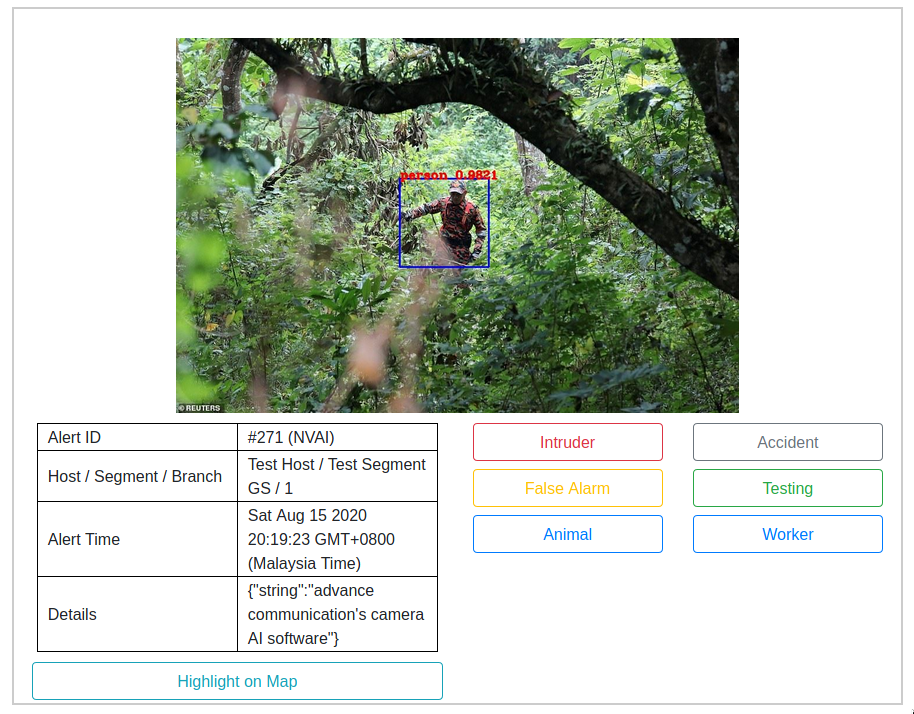 person 0.9821
© REUTERS
Alert ID
#271 (NVAI)
Host / Segment / Branch
Test Host / Test Segment
GS / 1
Alert Time
Sat Aug 15 2020
20:19:23 GMT+0800
(Malaysia Time)
Details
{"string":"advance
communication's camera
AI software"}
Highlight on Map
Intruder
Accident
False Alarm
Testing
Animal
Worker